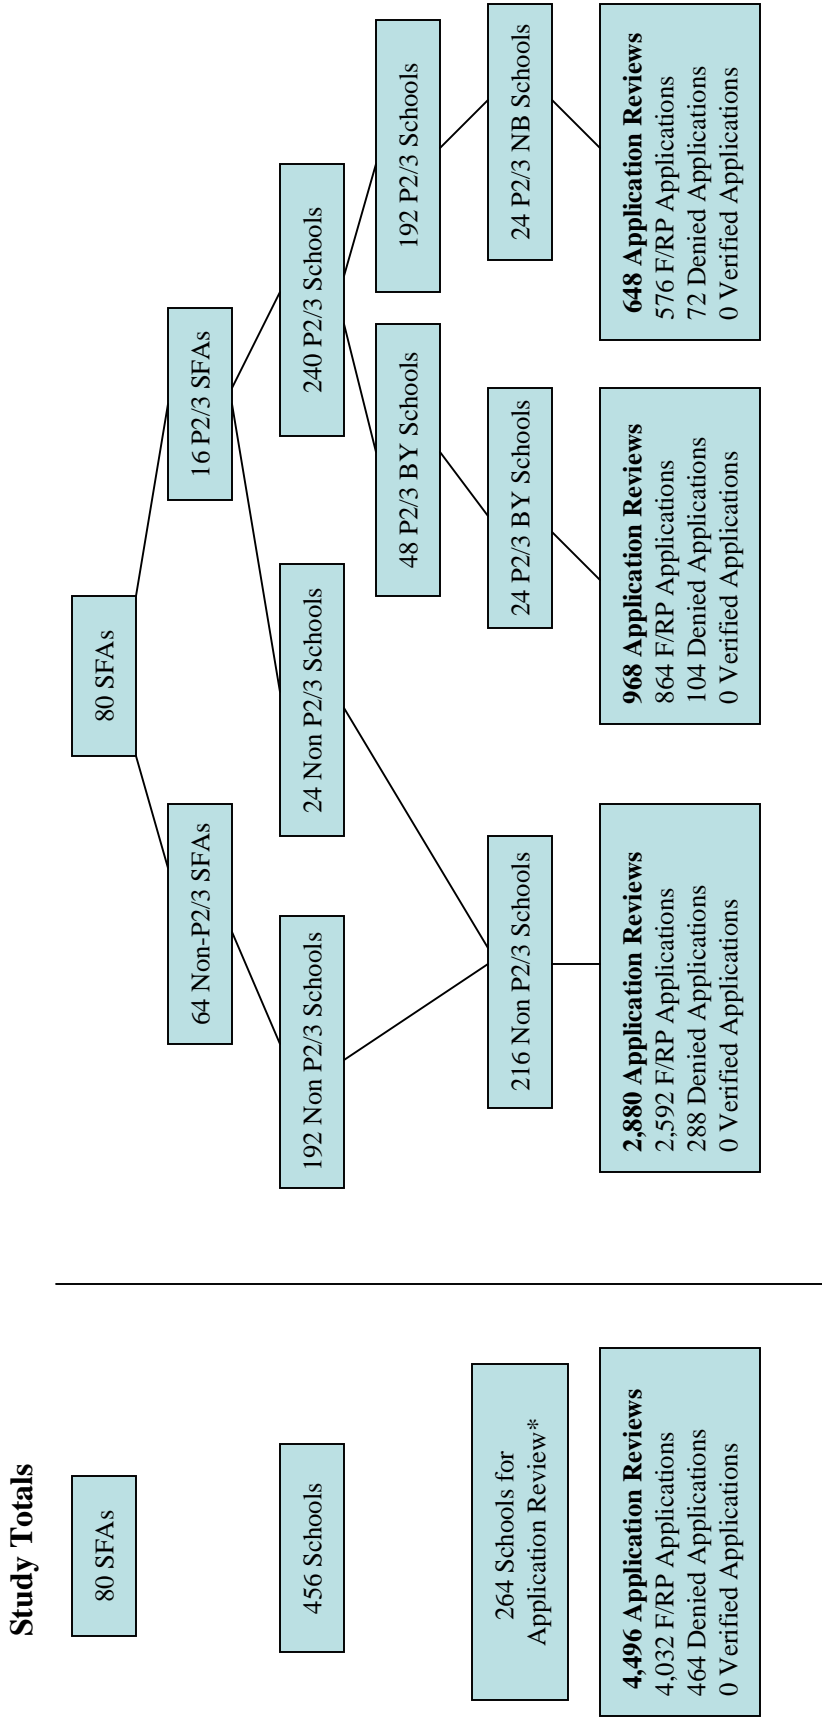 Study Totals
80 SFAs
456 Schools
264 Schools for
Application Review*
4,496 Application Reviews
4,032 F/RP Applications
464 Denied Applications
0 Verified Applications
80 SFAs
64 Non-P2/3 SFAs
16 P2/3 SFAs
192 Non P2/3 Schools
24 Non P2/3 Schools
240 P2/3 Schools
48 P2/3 BY Schools
192 P2/3 Schools
216 Non P2/3 Schools
24 P2/3 BY Schools
24 P2/3 NB Schools
2,880 Application Reviews
2,592 F/RP Applications
288 Denied Applications
0 Verified Applications
968 Application Reviews
864 F/RP Applications
104 Denied Applications
0 Verified Applications
648 Application Reviews
576 F/RP Applications
72 Denied Applications
0 Verified Applications